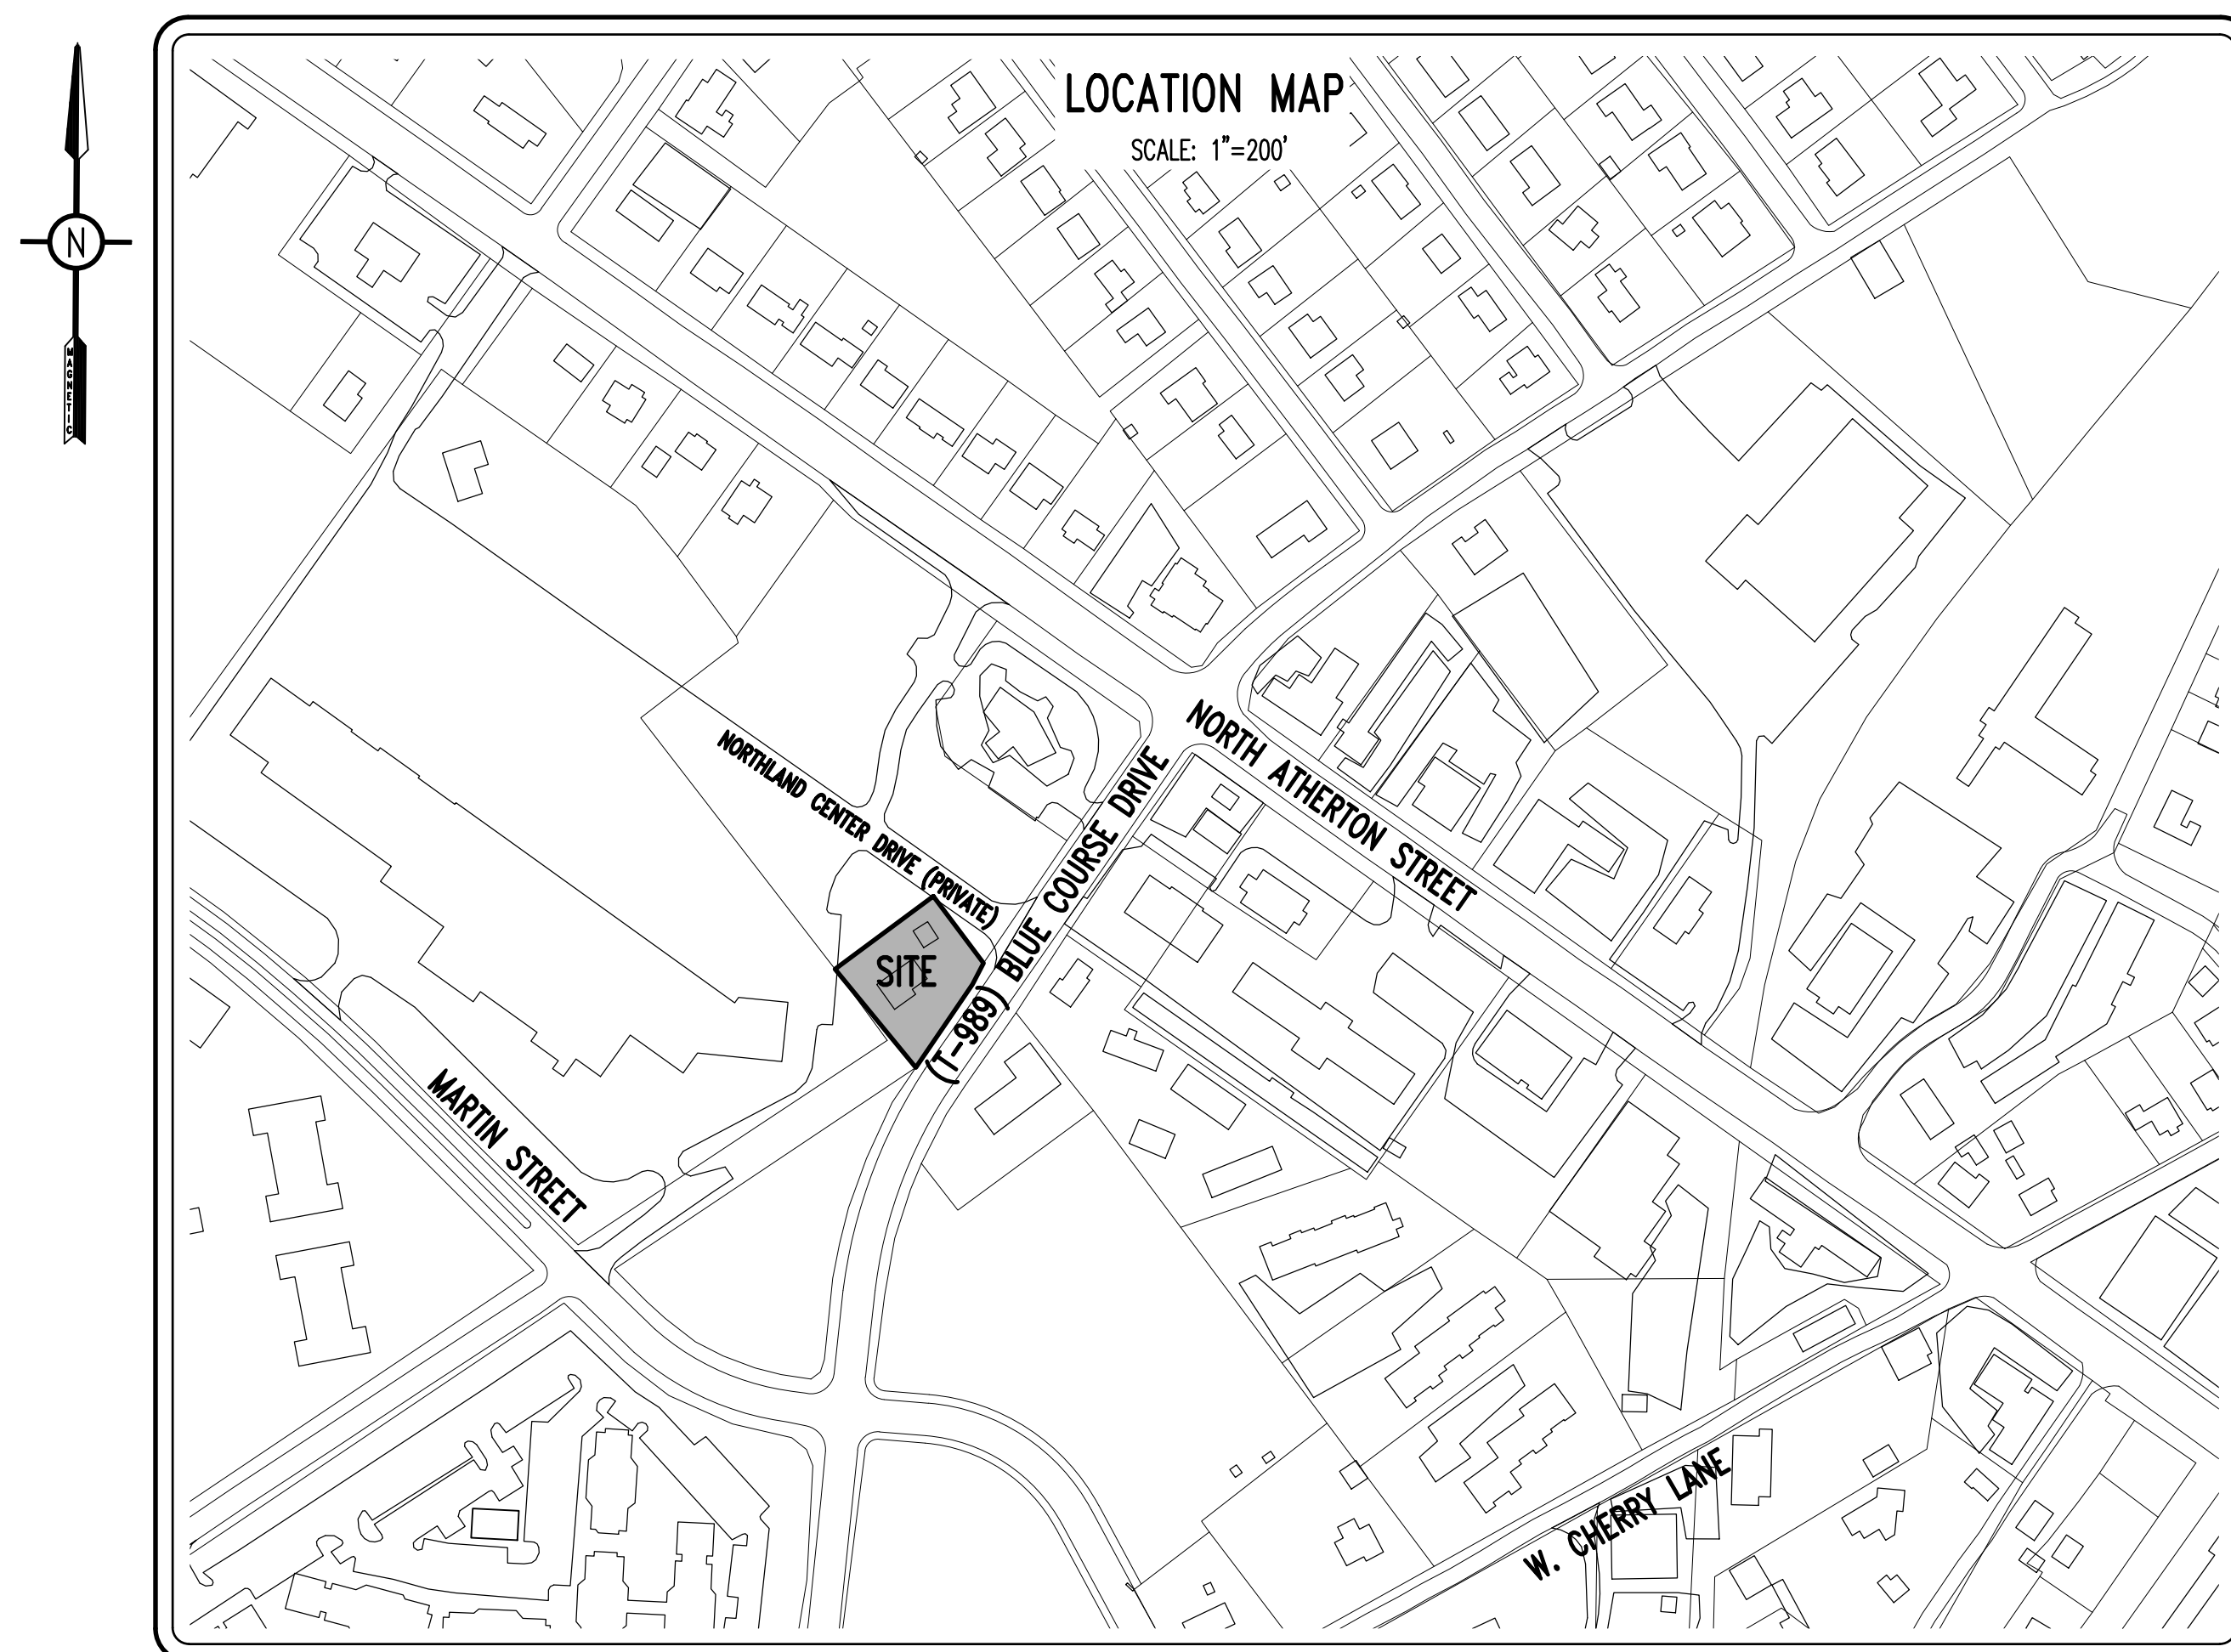 LOCATION MAP
SCALE: 1"=200'
N
MAGNETIC
NORTH ATHERTON STREET
NORTHLAND CENTER DRIVE (PRIVATE)
(T-989) BLUE COURSE DRIVE
SITE
MARTIN STREET
W. CHERRY LANE